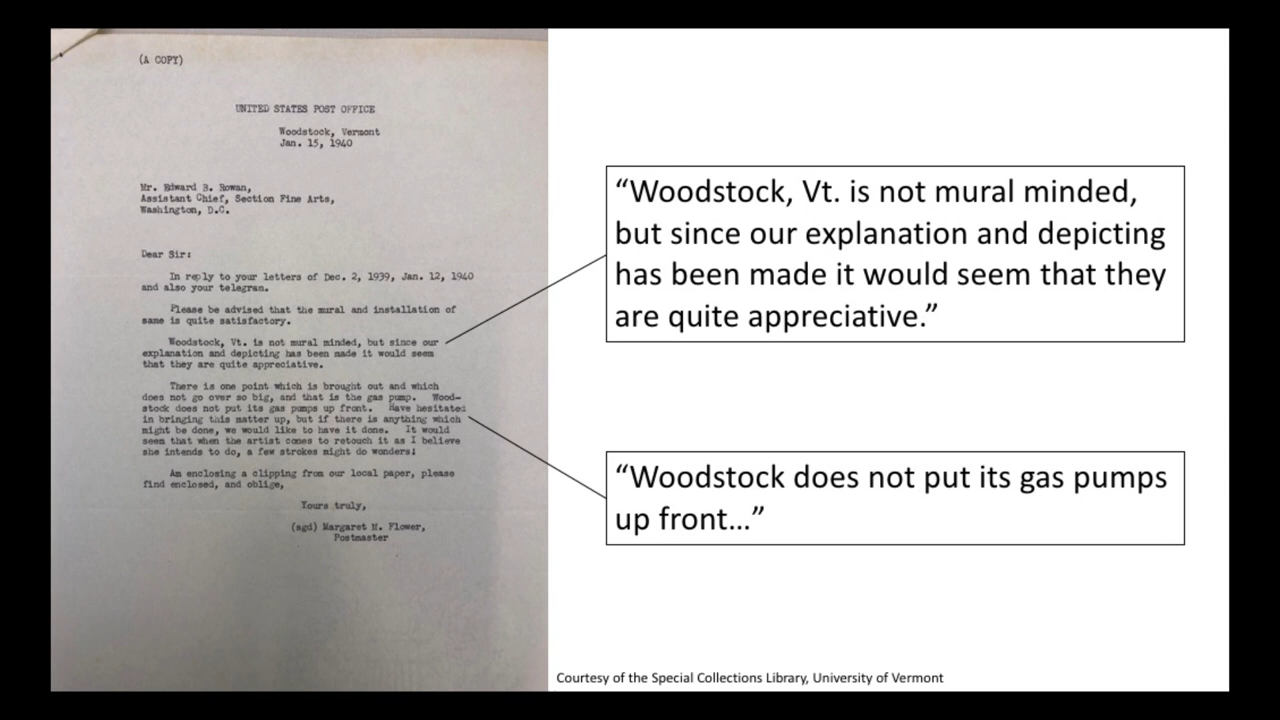 (A COPY)
UNITED STATES POST OFFICE
Woodstock, Vermont
Jan. 15, 1940
Mr. Edward B. Rowan,
Assistant Chief, Section Fine Arts,
Washington, D.C.
Dear Sir:
In reply to your letters of Dec. 2, 1939, Jan. 12, 1940
and also your telegram.
Please be advised that the mural and installation of
same is quite satisfactory.
Woodstock, Vt. is not mural minded, but since our
explanation and depicting has been made it would seem
that they are quite appreciative.
There is one point which is brought out and which
does not go over so big, and that is the gas pump. Wood-
stock does not put its gas pumps up front. Have hesitated
in bringing this matter up, but if there is anything which
might be done, we would like to have it done. It would
seem that when the artist comes to retouch it as I believe
she intends to do, a few strokes might do wonders!
Am enclosing a clipping from our local paper, please
find enclosed, and oblige,
Yours truly,
(sgd) Margaret M. Flower,
Postmaster
“Woodstock, Vt. is not mural minded,
but since our explanation and depicting
has been made it would seem that they
are quite appreciative.”
“Woodstock does not put its gas pumps
up front...”
Courtesy of the Special Collections Library, University of Vermont